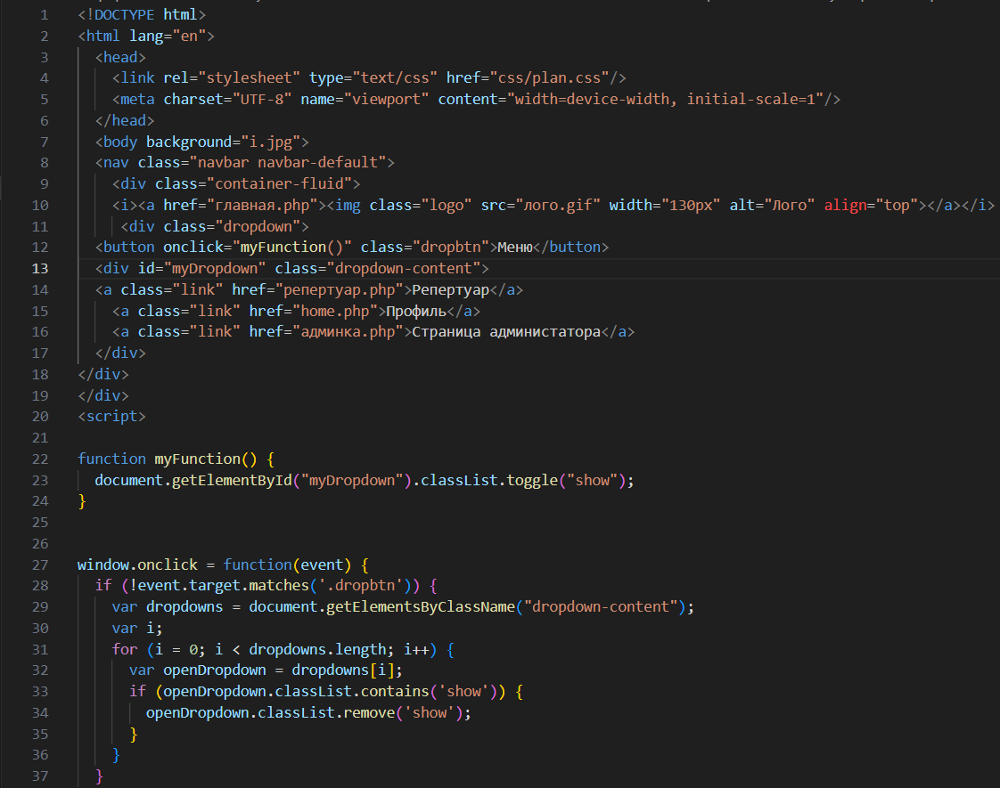 1 <!DOCTYPE html>
2 <html lang="en">
3 <head>
4 <link rel="stylesheet" type="text/css" href="css/plan.css"/>
5 <meta charset="UTF-8" name="viewport" content="width=device-width, initial-scale=1"/>
6 </head>
7 <body background="i.jpg">
8 <nav class="navbar navbar-default">
9 <div class="container-fluid">
10 <i><a href="главная.php"><img class="logo" src="лого.gif" width="130px" alt="Лого" align="top"></a></i>
11 <div class="dropdown">
12 <button onclick="myFunction()" class="dropbtn">Меню</button>
13 <div id="myDropdown" class="dropdown-content">
14 <a class="link" href="репертуар.php">Репертуар</a>
15 <a class="link" href="home.php">Профиль</a>
16 <a class="link" href="админка.php">Страница администатора</a>
17 </div>
18 </div>
19 </div>
20 <script>
21
22 function myFunction() {
23 document.getElementById("myDropdown").classList.toggle("show");
24 }
25
26
27 window.onclick = function(event) {
28 if (!event.target.matches('.dropbtn')) {
29 var dropdowns = document.getElementsByClassName("dropdown-content");
30 var i;
31 for (i = 0; i < dropdowns.length; i++) {
32 var openDropdown = dropdowns[i];
33 if (openDropdown.classList.contains('show')) {
34 openDropdown.classList.remove('show');
35 }
36 }
37 }